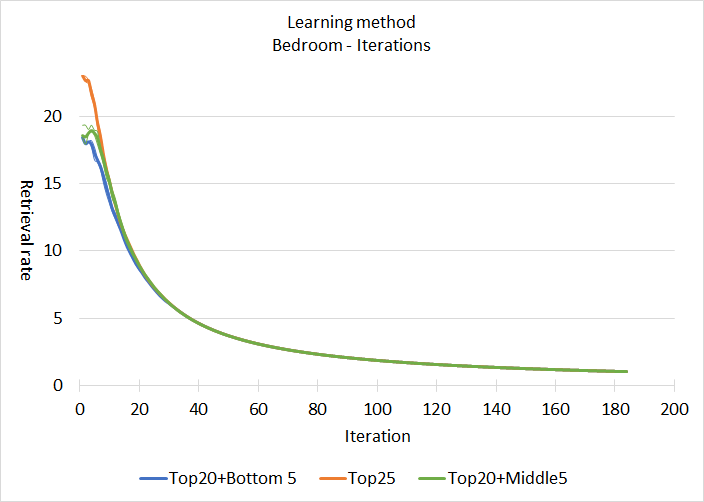 Learning method
Bedroom - Iterations
20
15
10
5
0
Retrieval rate
0 20 40 60 80 100 120 140 160 180 200
Iteration
Top20+Bottom 5 Top25 Top20+Middle5